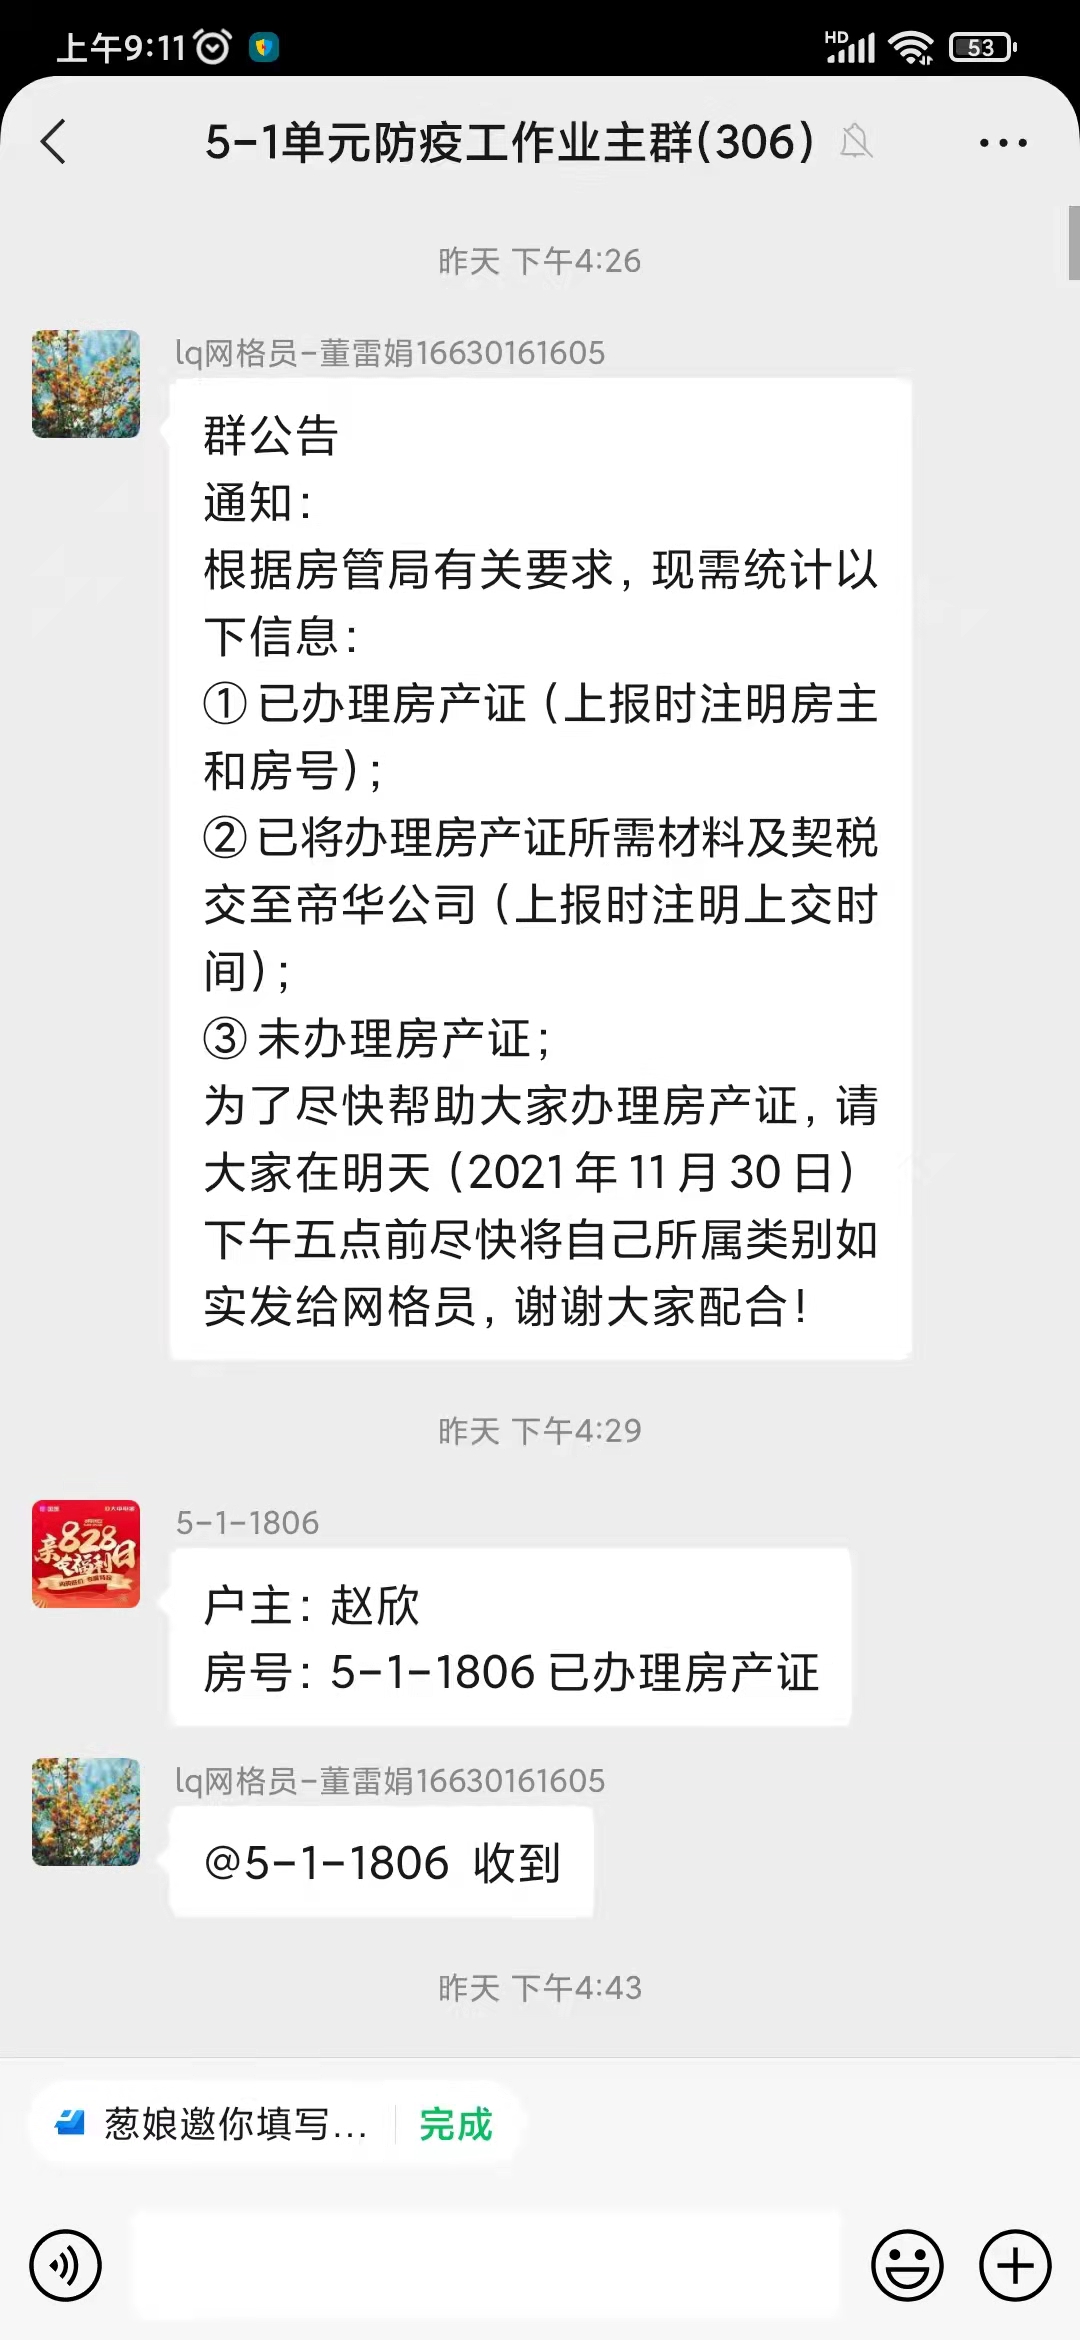 上午9:11
HD
53
5-1单元防疫工作业主群(306)
昨天 下午4:26
lq网格员-董雷娟16630161605
群公告
通知：
根据房管局有关要求，现需统计以
下信息：
①已办理房产证（上报时注明房主
和房号）；
②已将办理房产证所需材料及契税
交至帝华公司（上报时注明上交时
间）；
③未办理房产证；
为了尽快帮助大家办理房产证，请
大家在明天（2021年11月30日）
下午五点前尽快将自己所属类别如
实发给网格员，谢谢大家配合！
昨天 下午4:29
828
亲宅福利日
5-1-1806
户主：赵欣
房号：5-1-1806已办理房产证
lq网格员-董雷娟16630161605
@5-1-1806 收到
昨天 下午4:43
葱娘邀你填写...
完成